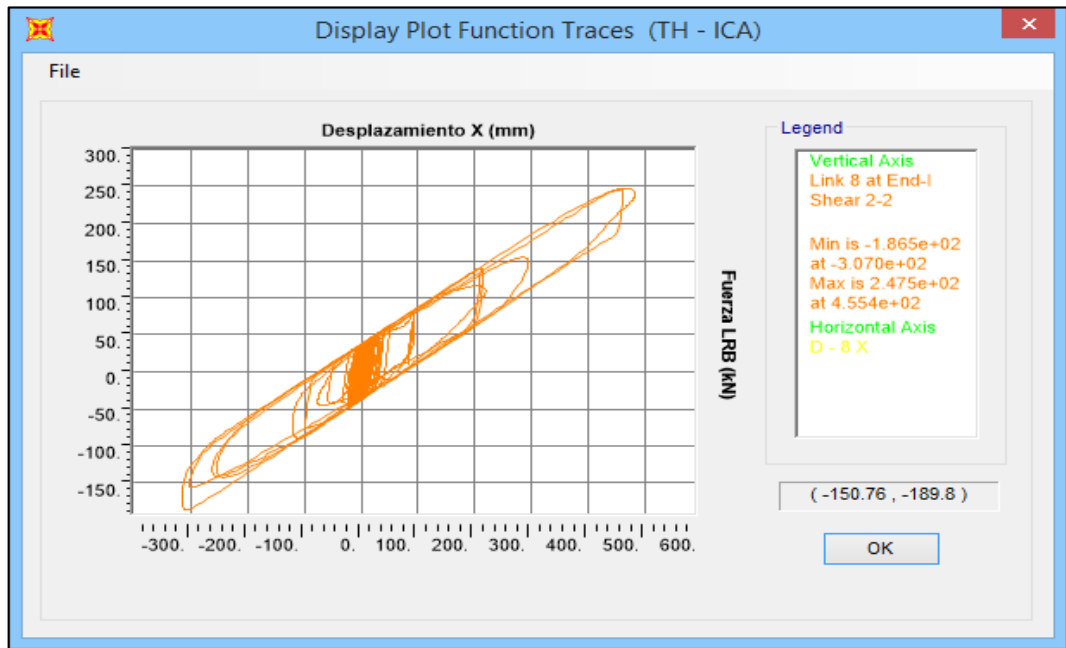 Display Plot Function Traces (TH - ICA)
File
Desplazamiento X (mm)
300.
250.
200.
150.
100.
50.
0.
-50.
-100.
-150.
-300. -200. -100. 0. 100. 200. 300. 400. 500. 600.
Fuerza LRB (kN)
Legend
Vertical Axis
Link 8 at End-I
Shear 2-2
Min is -1.865e+02
at -3.070e+02
Max is 2.475e+02
at 4.554e+02
Horizontal Axis
D - 8 X
( -150.76 , -189.8 )
OK